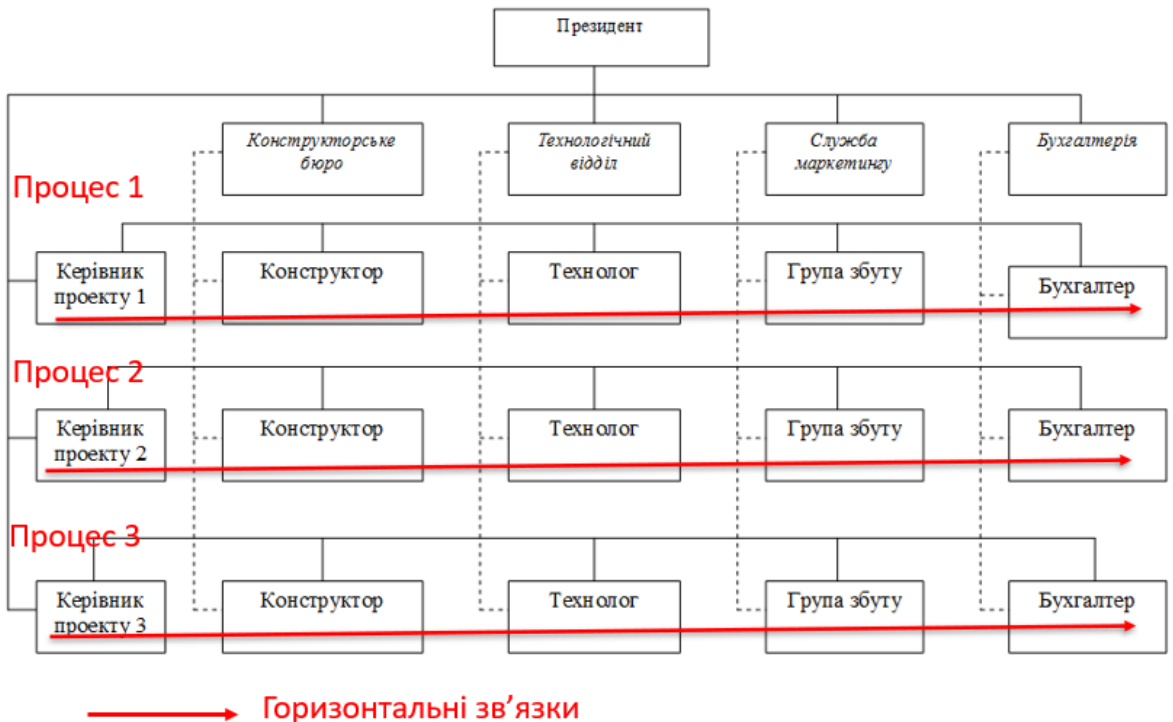 Президент
Конструкторське
бюро
Технологічний
відділ
Служба
маркетингу
Бухгалтерія
Процес 1
Керівник
проекту 1
Конструктор
Технолог
Група збуту
Бухгалтер
Процес 2
Керівник
проекту 2
Конструктор
Технолог
Група збуту
Бухгалтер
Процес 3
Керівник
проекту 3
Конструктор
Технолог
Група збуту
Бухгалтер
Горизонтальні зв’язки